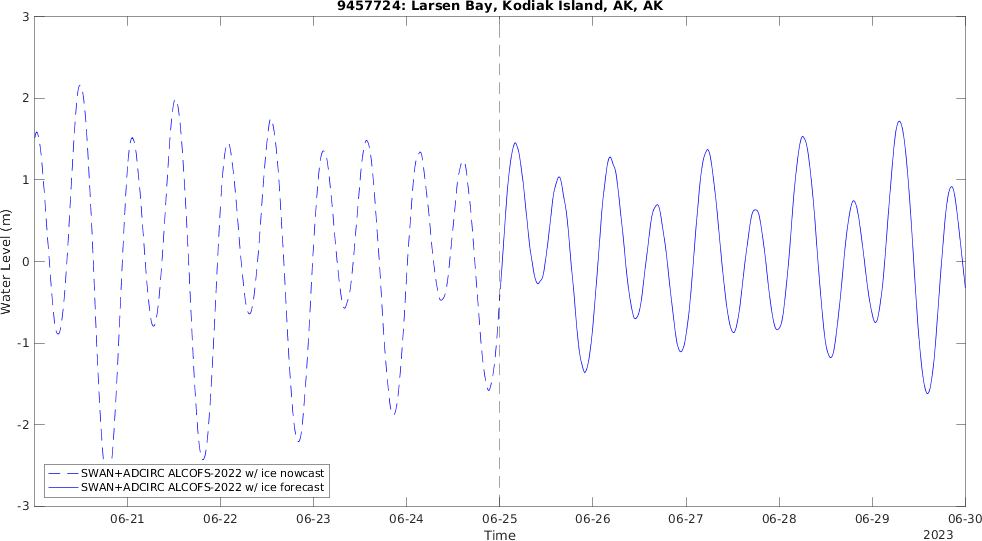 9457724: Larsen Bay, Kodiak Island, AK, AK
3
2
1
0
-1
-2
-3
Water Level (m)
SWAN+ADCIRC ALCOFS-2022 w/ ice nowcast
SWAN+ADCIRC ALCOFS-2022 w/ ice forecast
06-21 06-22 06-23 06-24 06-25 06-26 06-27 06-28 06-29 06-30
Time
2023